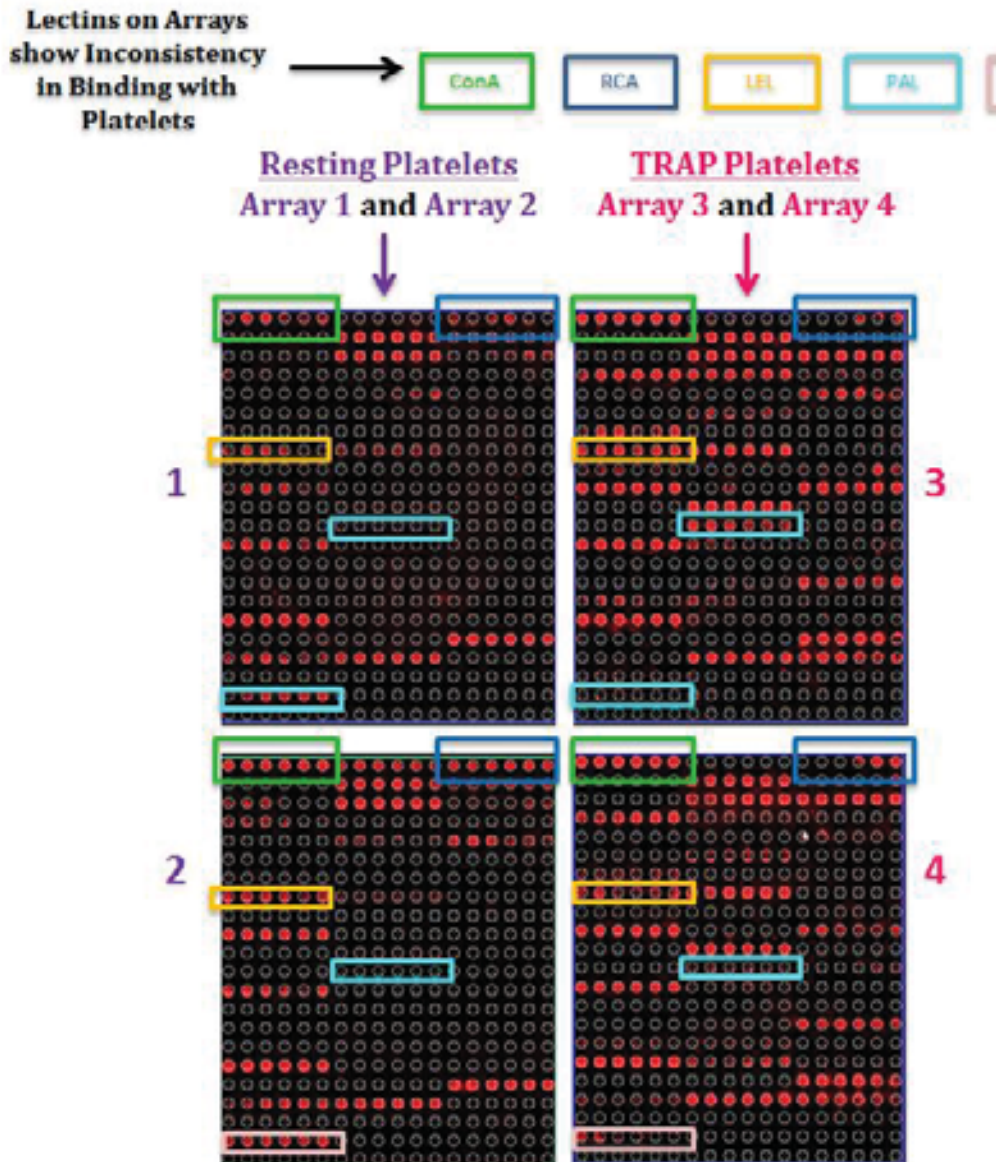 Lectins on Arrays
show Inconsistency
in Binding with
Platelets
ConA RCA LEL PAL
Resting Platelets TRAP Platelets
Array 1 and Array 2 Array 3 and Array 4
1 3
2 4